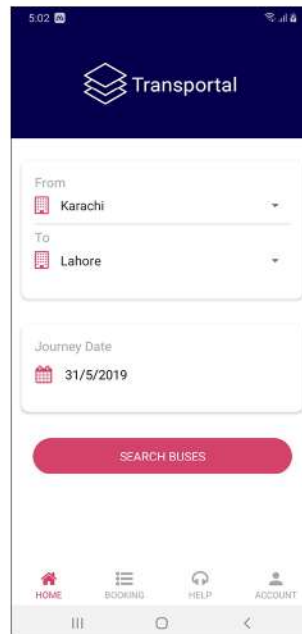 5:02
Transportal
From
Karachi
To
Lahore
Journey Date
31/5/2019
SEARCH BUSES
HOME BOOKING HELP ACCOUNT